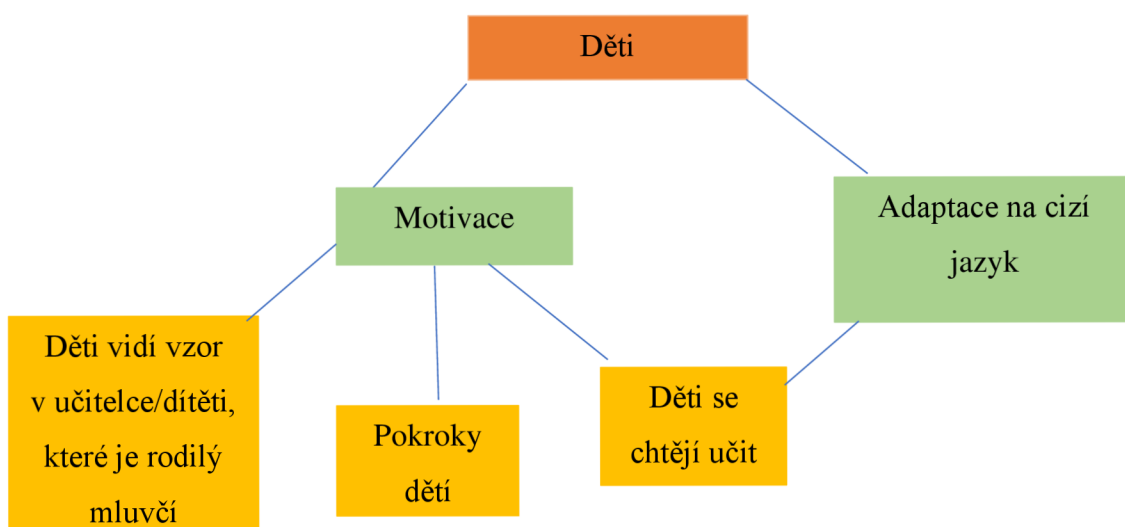 Děti
Motivace
Adaptace na cizí
jazyk
Děti vidí vzor
v učitelce/dítěti,
které je rodilý
mluvčí
Pokroky
dětí
Děti se
chtějí učit